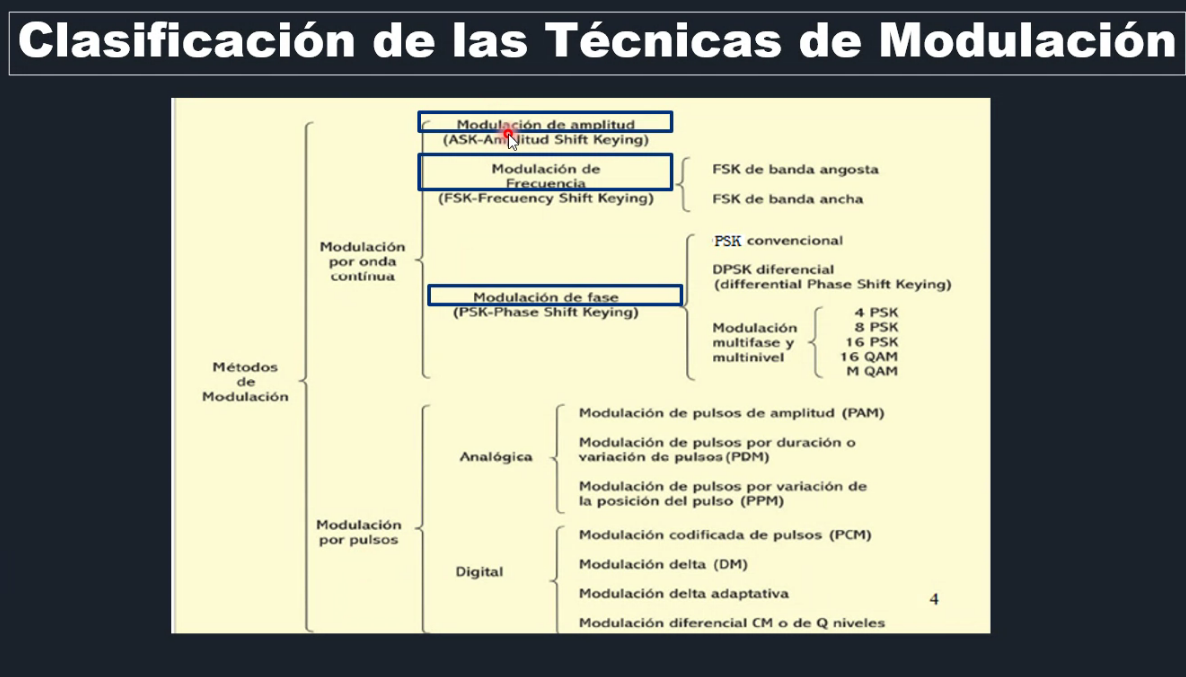 Clasificación de las Técnicas de Modulación
Métodos
de
Modulación
Modulación
por onda
contínua
Modulación de amplitud
(ASK-Amplitud Shift Keying)
Modulación de
Frecuencia
(FSK-Frecuency Shift Keying)
FSK de banda angosta
FSK de banda ancha
Modulación de fase
(PSK-Phase Shift Keying)
PSK convencional
DPSK diferencial
(differential Phase Shift Keying)
Modulación
multifase y
multinivel
4 PSK
8 PSK
16 PSK
16 QAM
M QAM
Modulación
por pulsos
Analógica
Modulación de pulsos de amplitud (PAM)
Modulación de pulsos por duración o
variación de pulsos (PDM)
Modulación de pulsos por variación de
la posición del pulso (PPM)
Digital
Modulación codificada de pulsos (PCM)
Modulación delta (DM)
Modulación delta adaptativa
Modulación diferencial CM o de Q niveles
4